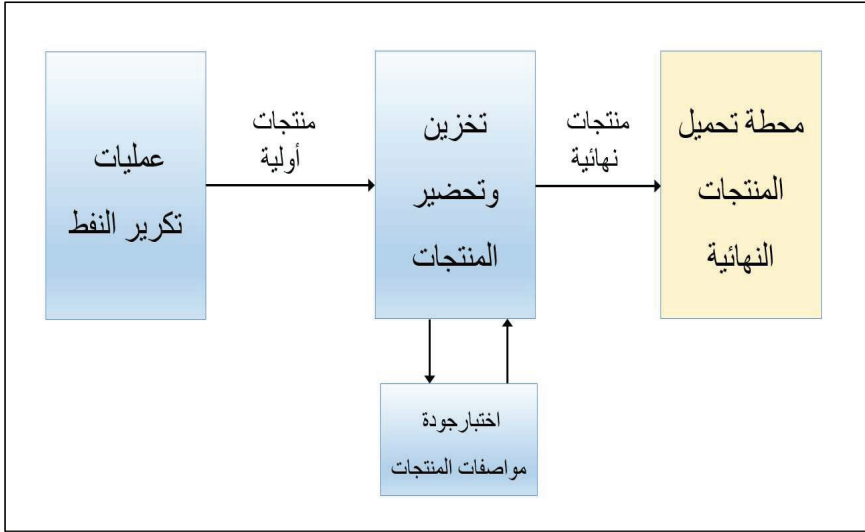 عمليات
تكرير النفط
منتجات
أولية
تخزين
وتحضير
المنتجات
منتجات
نهائية
محطة تحميل
المنتجات
النهائية
اختبارجودة
مواصفات المنتجات